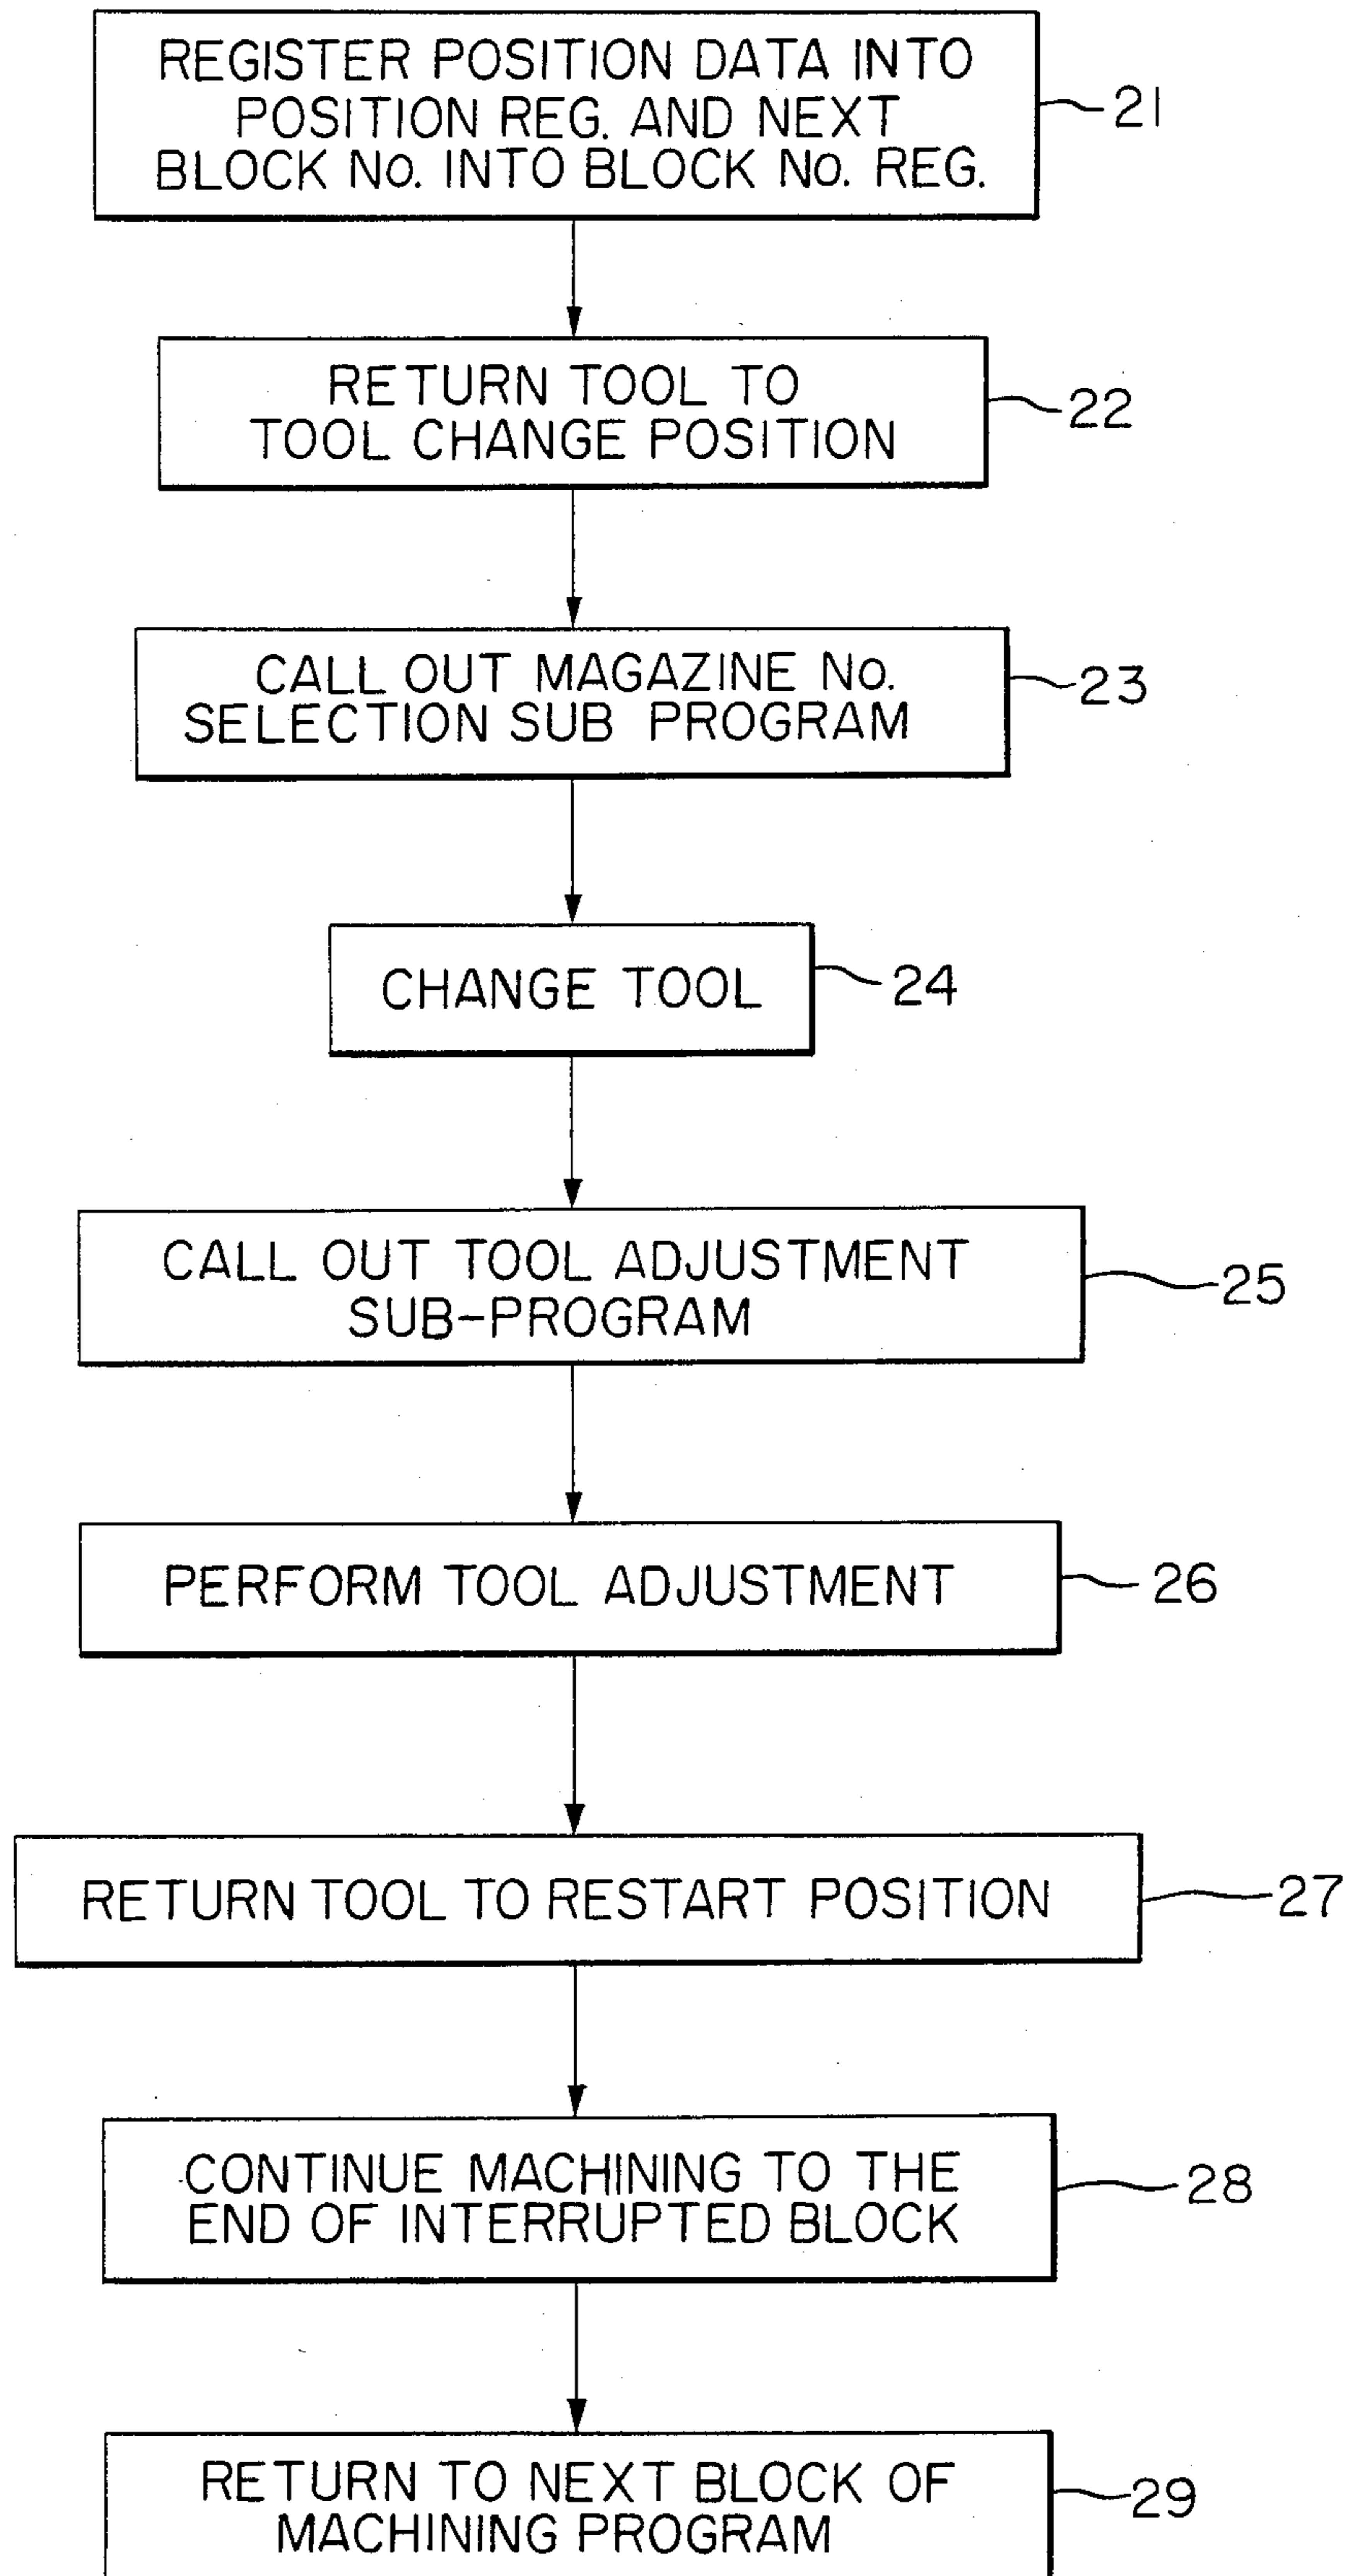 REGISTER POSITION DATA INTO
POSITION REG. AND NEXT
BLOCK No. INTO BLOCK No. REG.
21
RETURN TOOL TO
TOOL CHANGE POSITION
22
CALL OUT MAGAZINE No.
SELECTION SUB PROGRAM
23
CHANGE TOOL
24
CALL OUT TOOL ADJUSTMENT
SUB-PROGRAM
25
PERFORM TOOL ADJUSTMENT
26
RETURN TOOL TO RESTART POSITION
27
CONTINUE MACHINING TO THE
END OF INTERRUPTED BLOCK
28
RETURN TO NEXT BLOCK OF
MACHINING PROGRAM
29